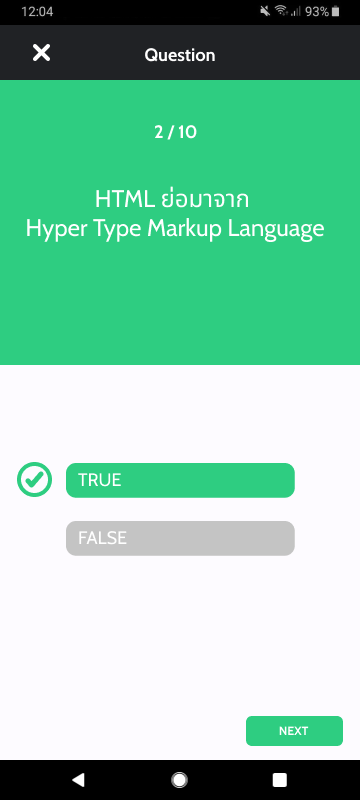 12:04
93%
Question
2 / 10
HTML ย่อมาจาก
Hyper Type Markup Language
TRUE
FALSE
NEXT